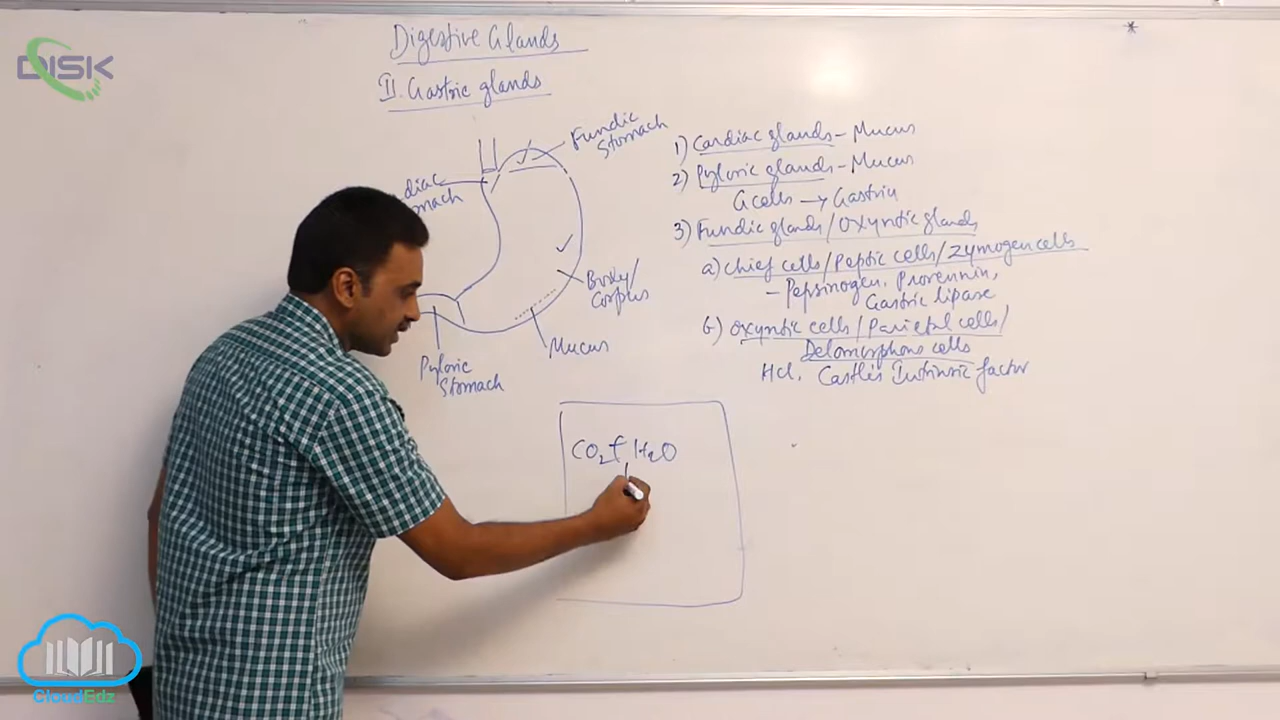 DISK
Digestive Glands
II. Gastric glands
Fundic
Stomach
diac
omach
Body/
Corpus
Mucus
Pyloric
Stomach
1) Cardiac glands - Mucus
2) Pyloric glands - Mucus
G cells → Gastrin
3) Fundic glands / Oxyntic glands
a) Chief cells / Peptic cells / Zymogen cells
- Pepsinogen, Prorennin,
Gastric lipase
b) Oxyntic cells / Parietal cells /
Delomorphous cells
HCl, Castle's Intrinsic factor
CO2 + H2O
*
CloudEdz